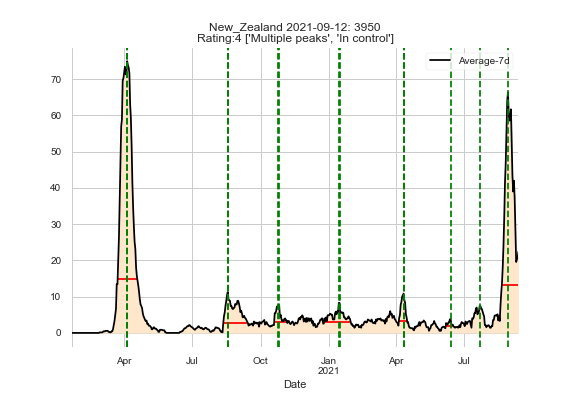 New_Zealand 2021-09-12: 3950
Rating:4 ['Multiple peaks', 'In control']
Average-7d
70
60
50
40
30
20
10
0
Apr Jul Oct Jan Apr Jul
2021
Date